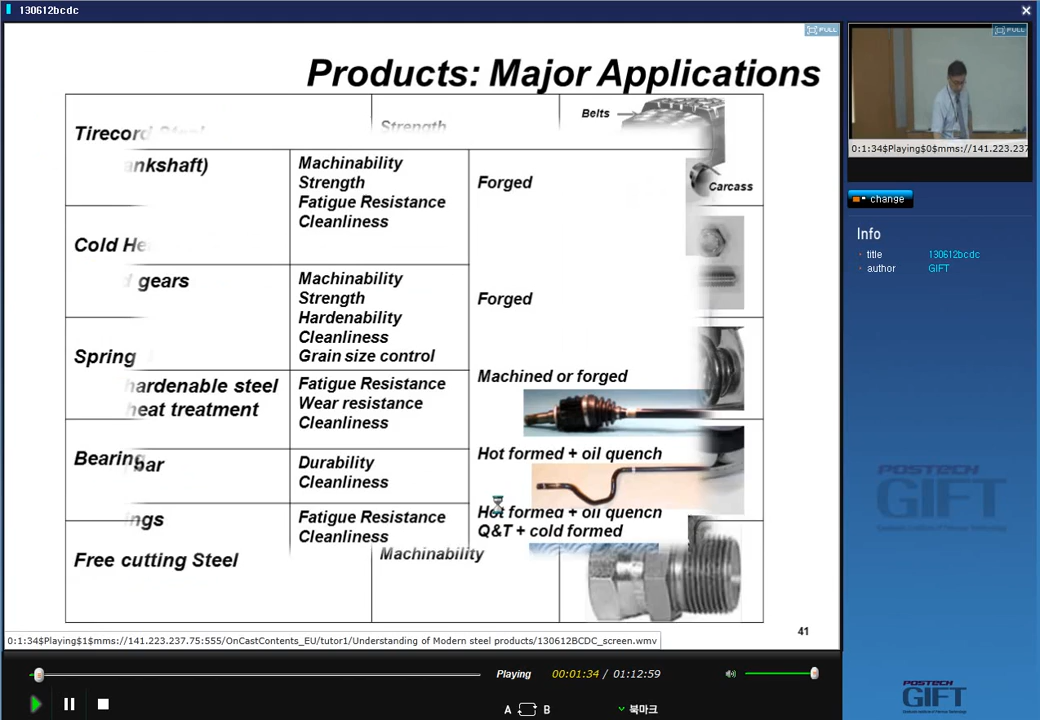 130612bcdc
FULL
Products: Major Applications
Tirecord
Strength
Belts
ankshaft)
Machinability
Strength
Fatigue Resistance
Cleanliness
Forged
Carcass
Cold He
gears
Machinability
Strength
Hardenability
Cleanliness
Grain size control
Forged
Spring
hardenable steel
heat treatment
Fatigue Resistance
Wear resistance
Cleanliness
Machined or forged
Bearing
bar
Durability
Cleanliness
Hot formed + oil quench
ings
Fatigue Resistance
Cleanliness
Hot formed + oil quench
Q&T + cold formed
Free cutting Steel
Machinability
41
0:1:34$Playing$1$mms://141.223.237.75:555/OnCastContents_EU/tutor1/Understanding of Modern steel products/130612BCDC_screen.wmv
Playing
00:01:34 / 01:12:59
A B
북마크
FULL
0:1:34$Playing$0$mms://141.223.237
change
Info
title 130612bcdc
author GIFT
POSTECH
GIFT
POSTECH
GIFT